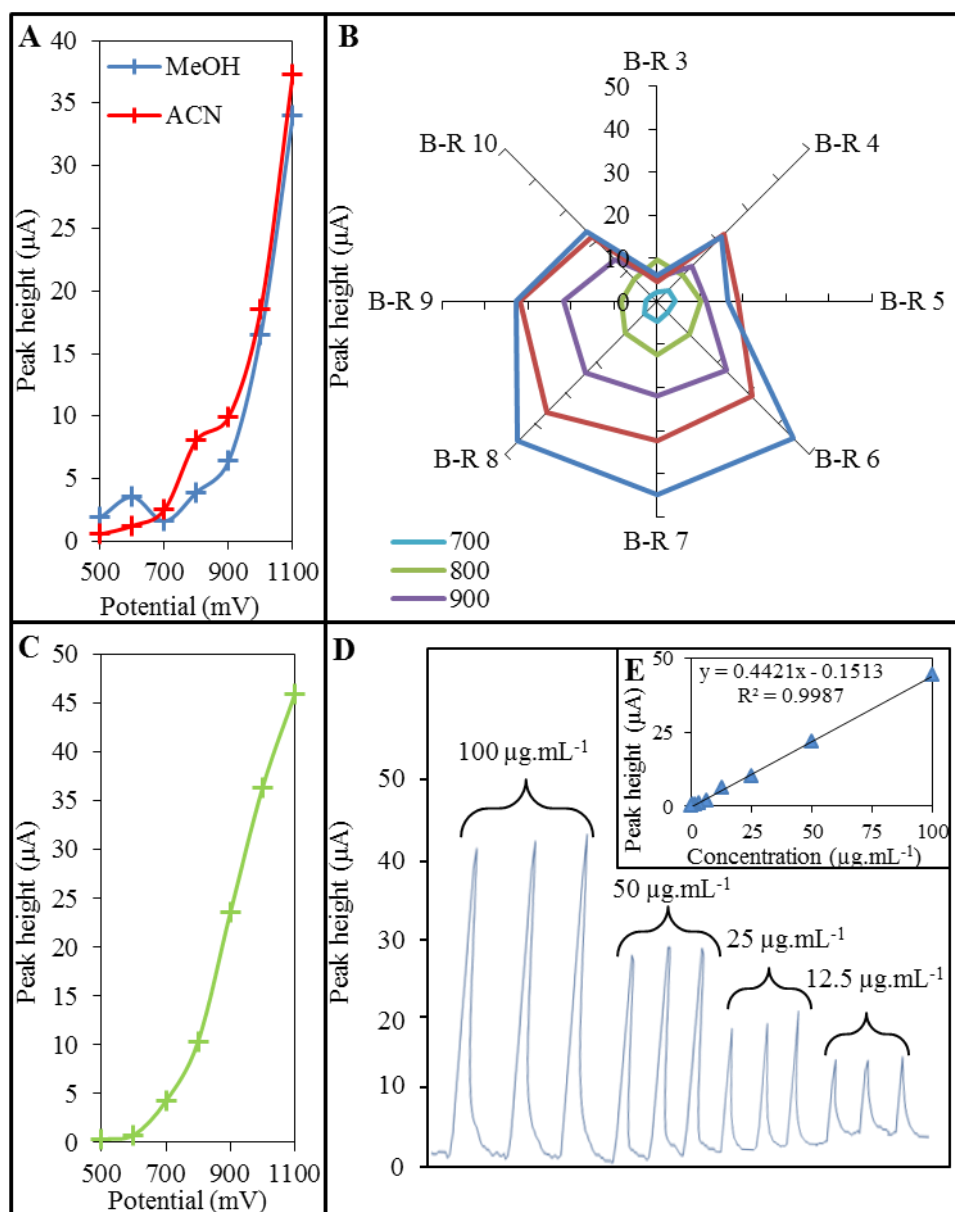 A
40
35
30
25
20
15
10
5
0
MeOH
ACN
Peak height (µA)
500 700 900 1100
Potential (mV)
B
B-R 3
B-R 4
B-R 5
B-R 6
B-R 7
B-R 8
B-R 9
B-R 10
50
40
30
20
10
0
Peak height (µA)
700
800
900
C
50
45
40
35
30
25
20
15
10
5
0
Peak height (µA)
500 700 900 1100
Potential (mV)
D
50
40
30
20
10
0
Peak height (µA)
100 µg.mL-1
50 µg.mL-1
25 µg.mL-1
12.5 µg.mL-1
E
50
25
0
Peak height (µA)
y = 0.4421x - 0.1513
R² = 0.9987
0 25 50 75 100
Concentration (µg.mL-1)